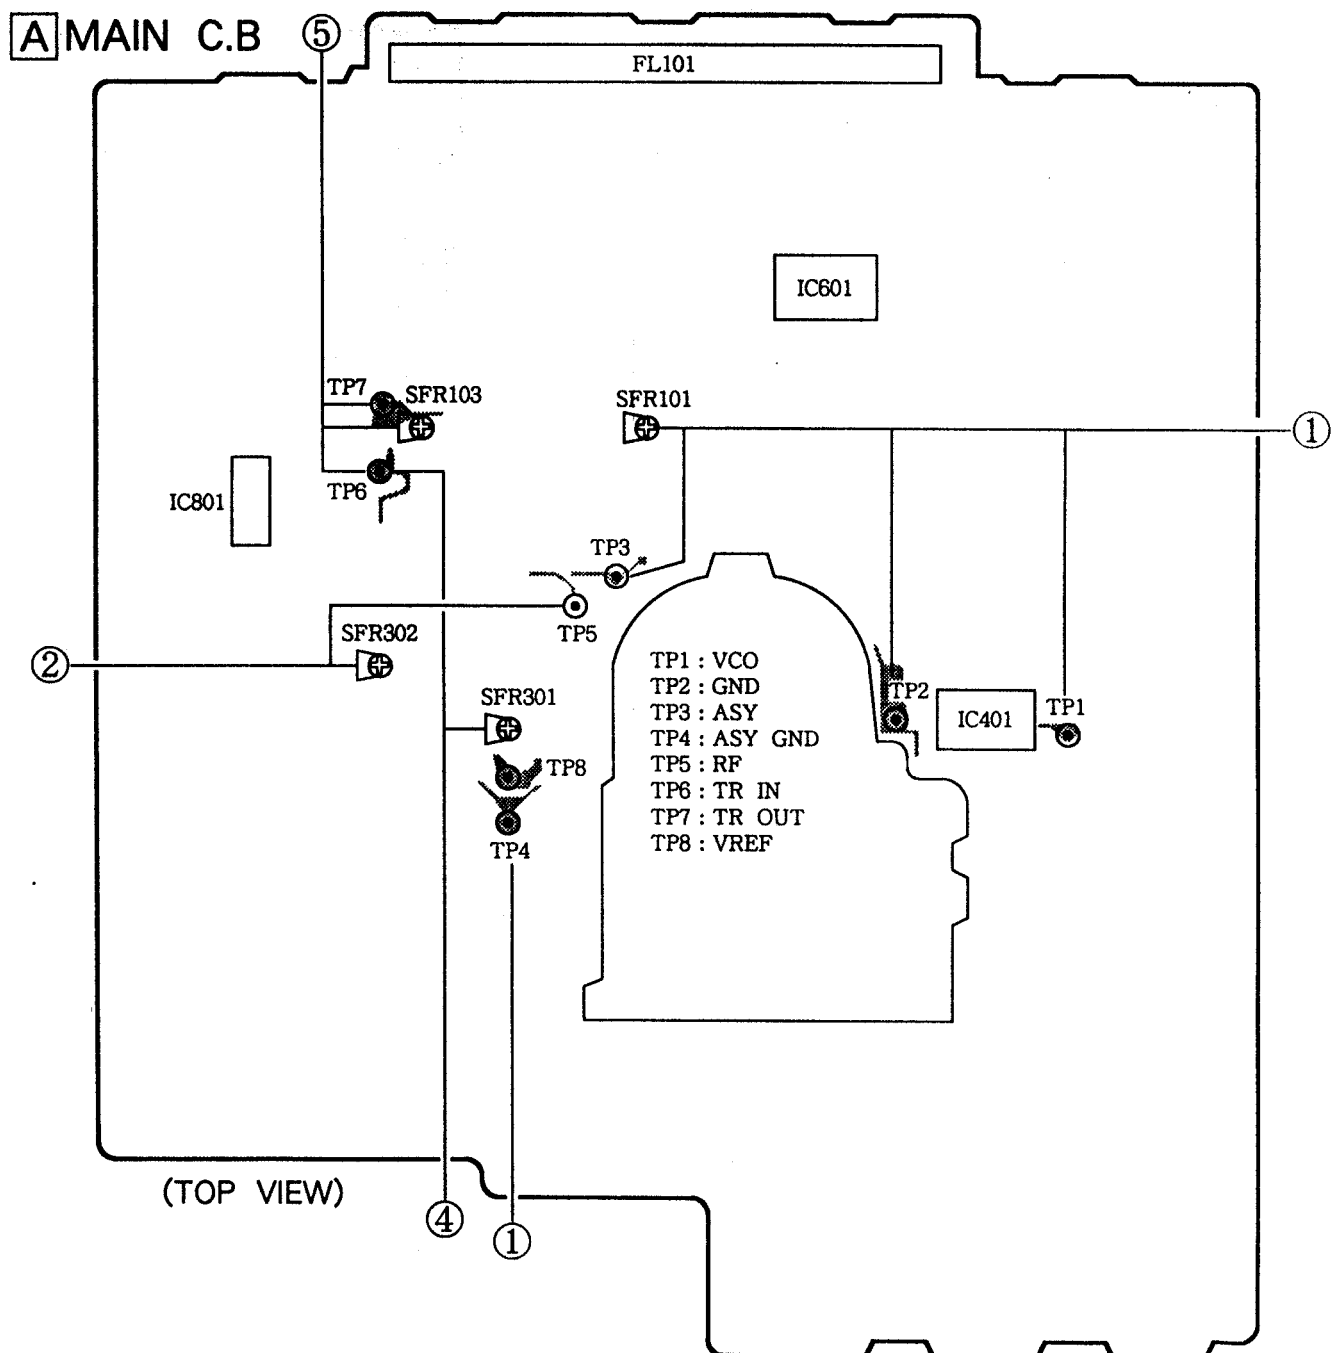 A MAIN C.B ⑤
FL101
IC601
TP7 SFR103
SFR101
①
TP6
IC801
TP3
TP5
SFR302
②
TP1 : VCO
TP2 : GND
TP3 : ASY
TP4 : ASY GND
TP5 : RF
TP6 : TR IN
TP7 : TR OUT
TP8 : VREF
TP2
IC401
TP1
SFR301
TP8
TP4
(TOP VIEW)
④
①